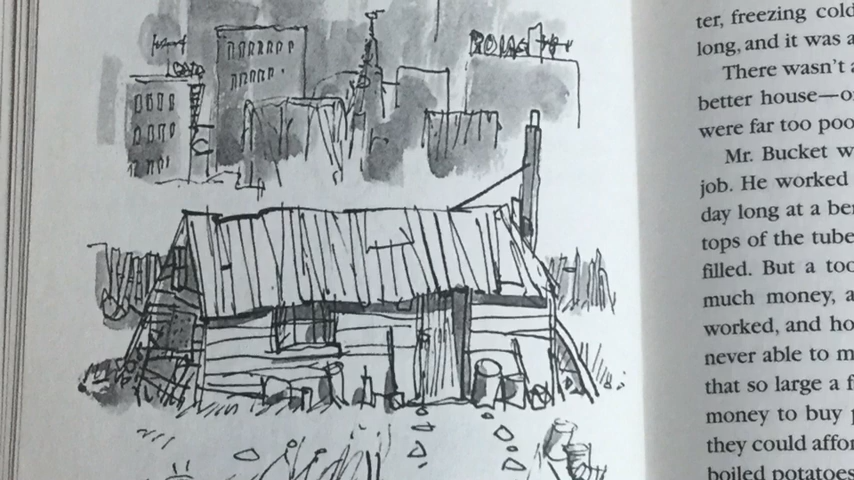 ter, freezing cold
long, and it was a
There wasn't a
better house—o
were far too poo
Mr. Bucket w
job. He worked
day long at a ben
tops of the tube
filled. But a too
much money, a
worked, and ho
never able to m
that so large a f
money to buy p
they could affor
boiled potatoes